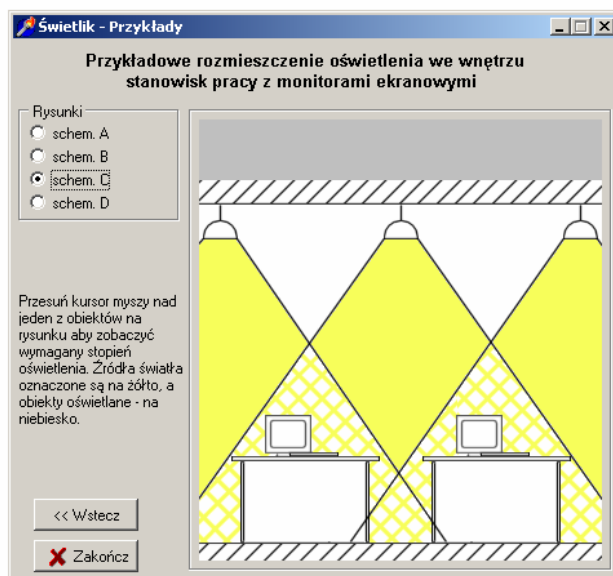 Świetlik - Przykłady
Przykładowe rozmieszczenie oświetlenia we wnętrzu
stanowisk pracy z monitorami ekranowymi
Rysunki
schem. A
schem. B
schem. C
schem. D
Przesuń kursor myszy nad
jeden z obiektów na
rysunku aby zobaczyć
wymagany stopień
oświetlenia. Źródła światła
oznaczone są na żółto, a
obiekty oświetlane - na
niebiesko.
<< Wstecz
Zakończ